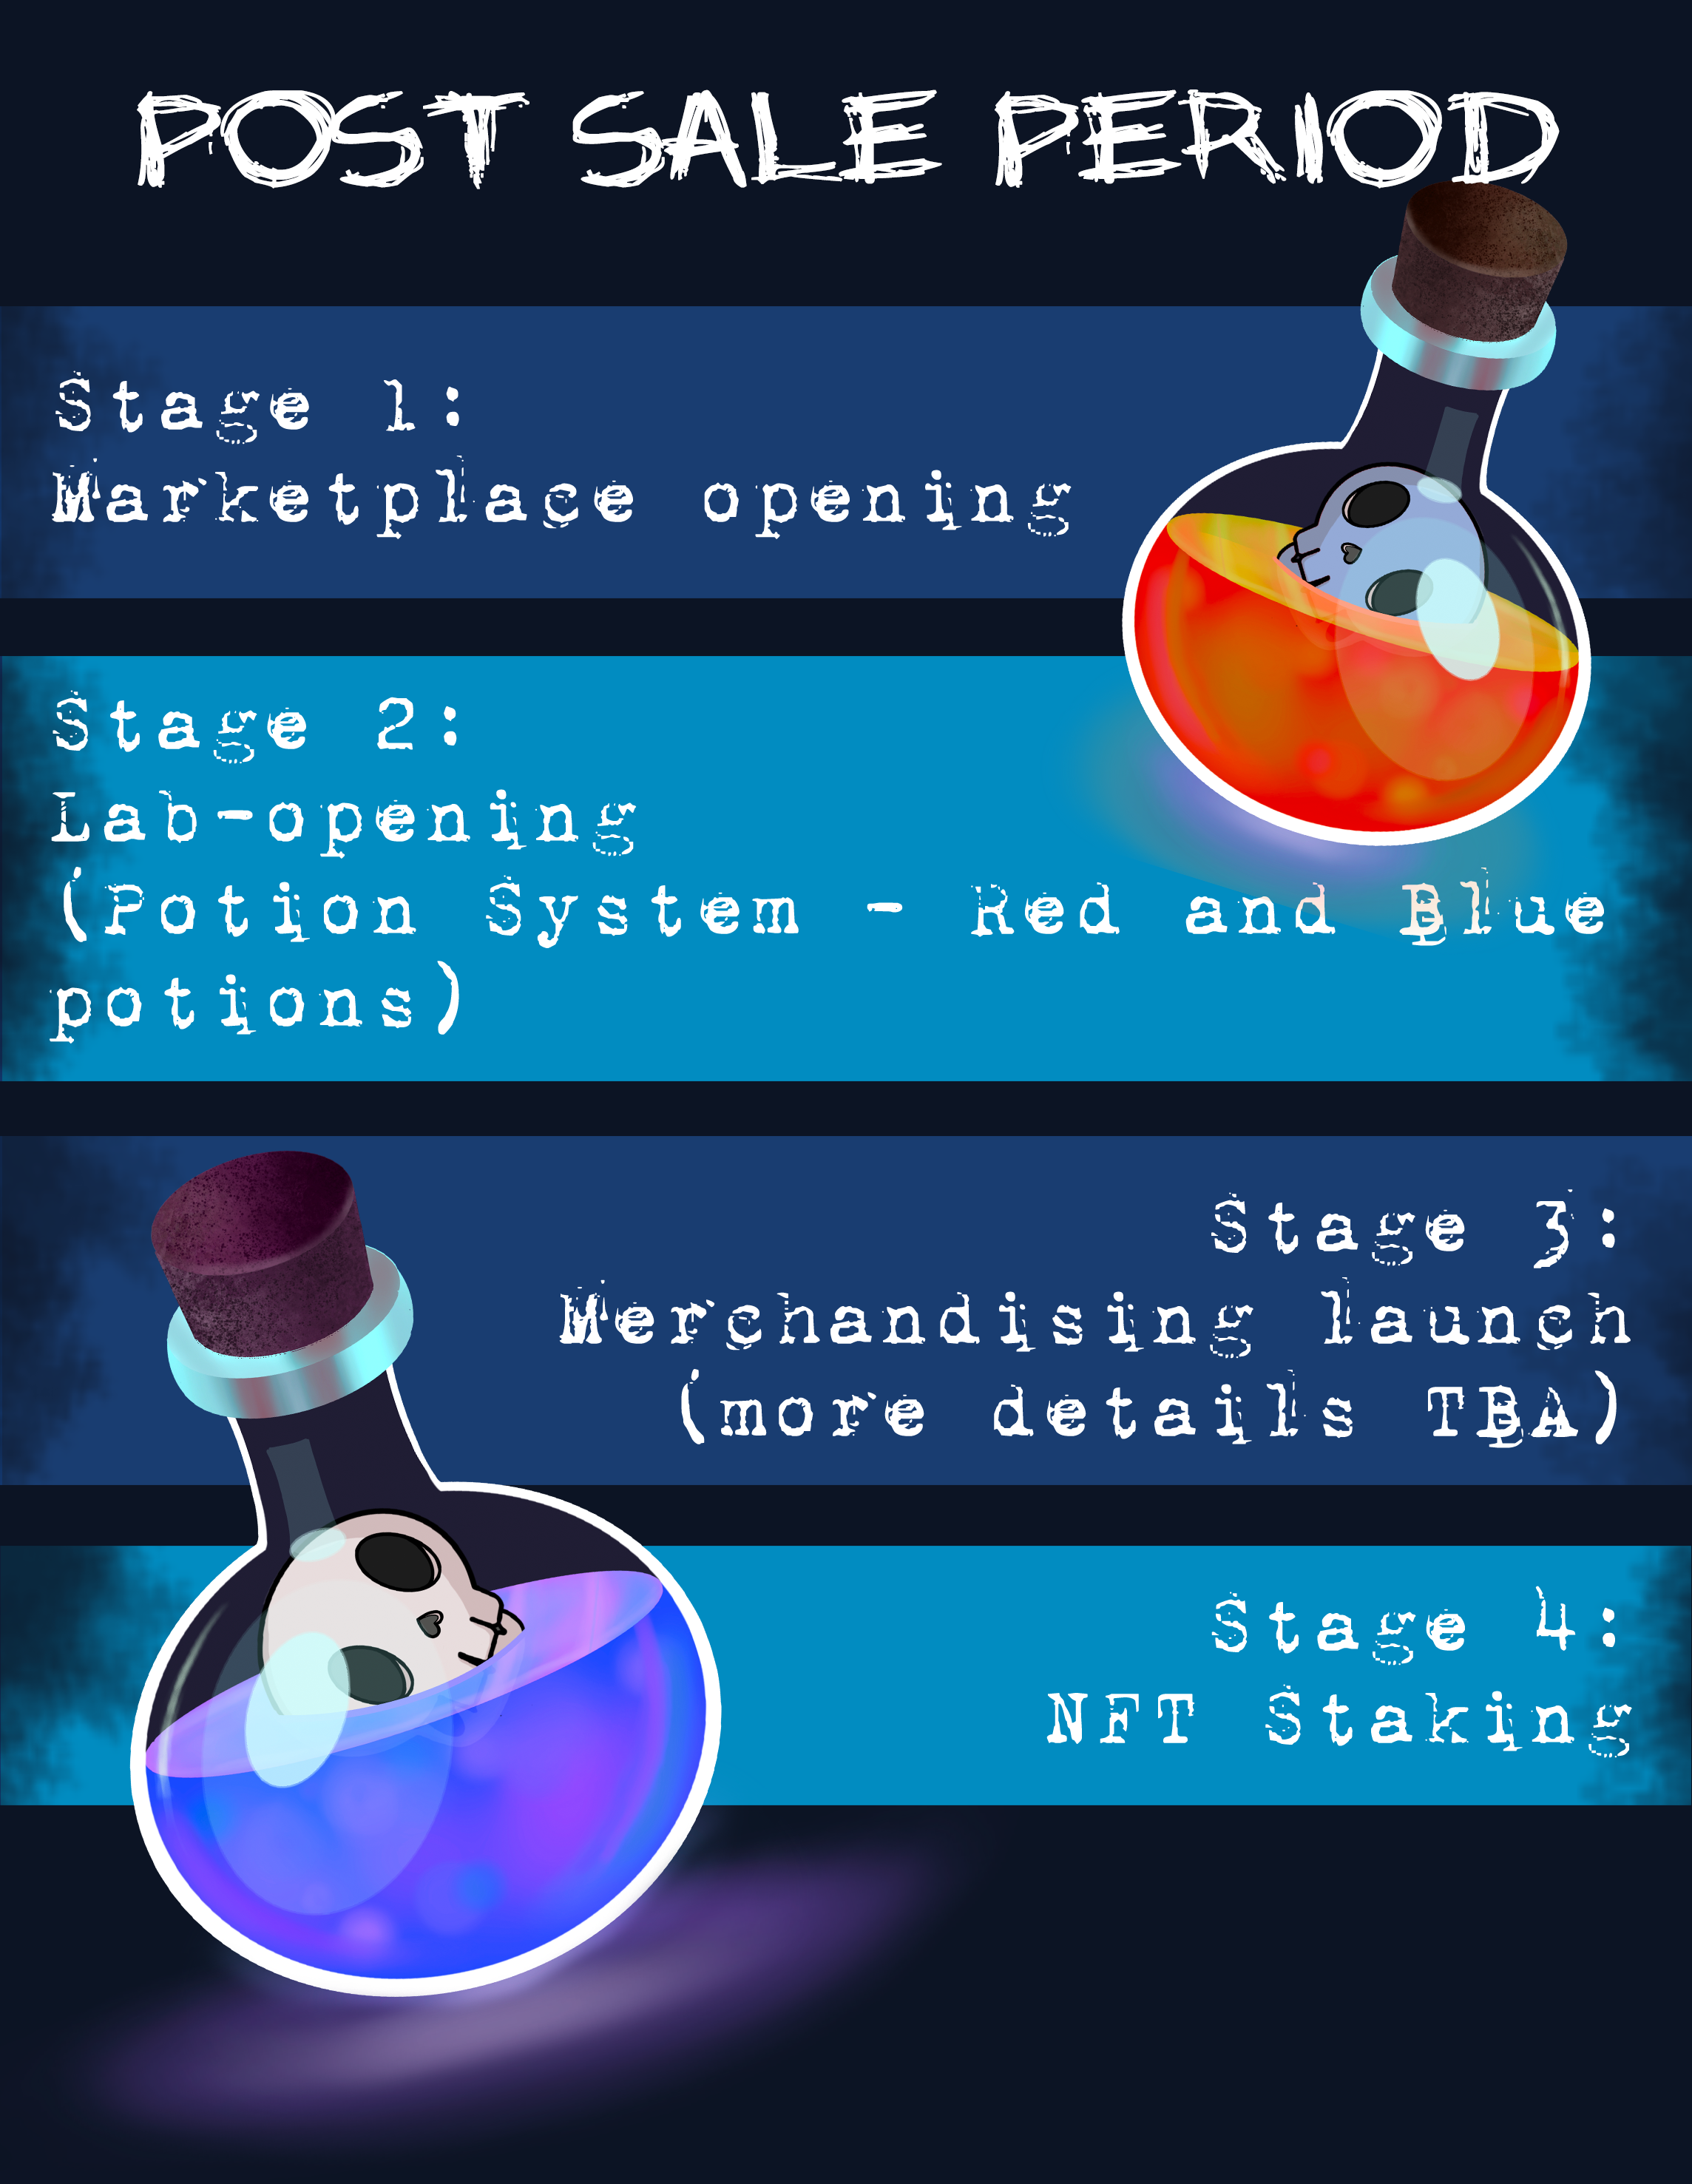 POST SALE PERIOD
Stage 1:
Marketplace opening
Stage 2:
Lab-opening
(Potion System - Red and Blue
potions)
Stage 3:
Merchandising launch
(more details TBA)
Stage 4:
NFT Staking